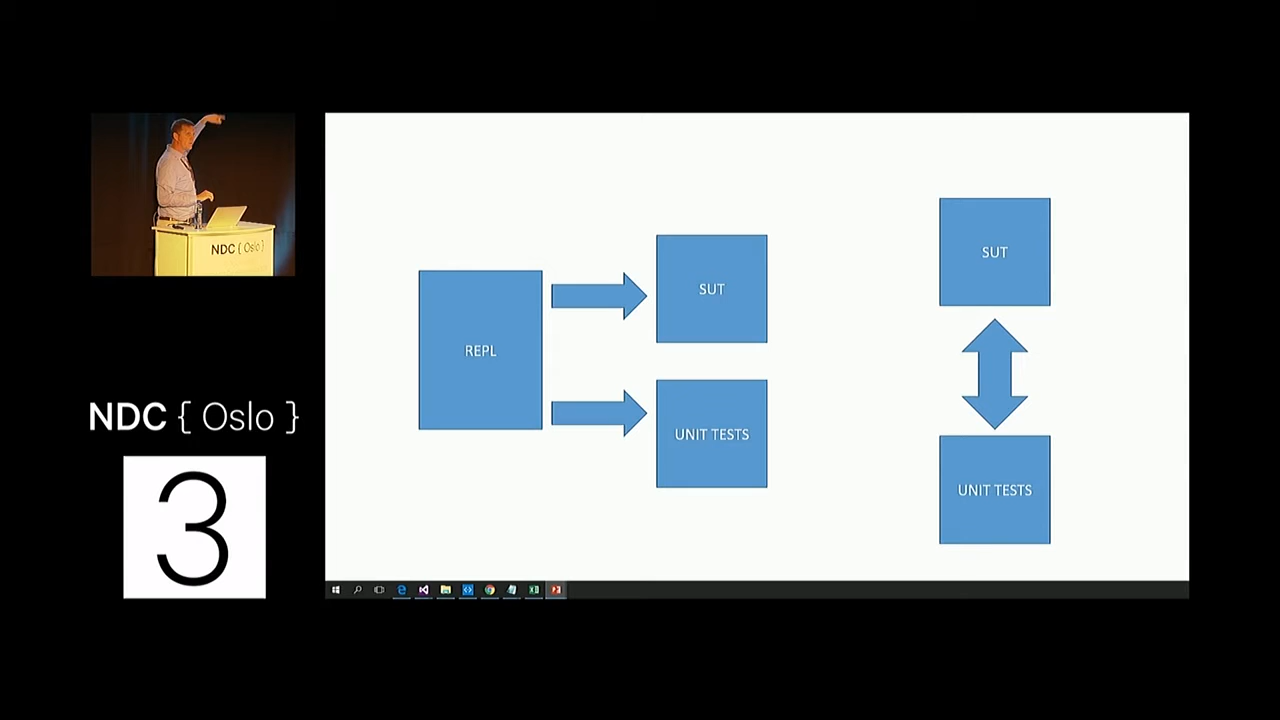 NDC { Oslo }
NDC { Oslo }
3
REPL
SUT
UNIT TESTS
SUT
UNIT TESTS